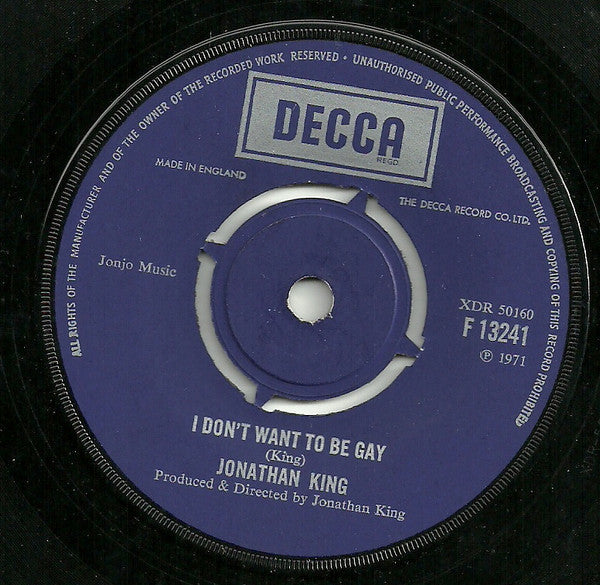 ALL RIGHTS OF THE MANUFACTURER AND OF THE OWNER OF THE RECORDED WORK RESERVED • UNAUTHORISED PUBLIC PERFORMANCE BROADCASTING AND COPYING OF THIS RECORD PROHIBITED
DECCA
REGD
MADE IN ENGLAND
THE DECCA RECORD CO. LTD.
Jonjo Music
XDR 50160
F 13241
℗ 1971
I DON'T WANT TO BE GAY
(King)
JONATHAN KING
Produced & Directed by Jonathan King